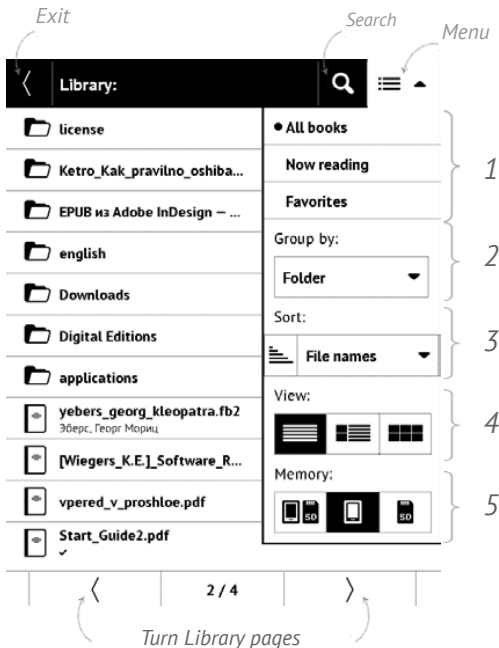 Exit
Search
Menu
Library:
license
Ketro_Kak_pravilno_oshiba...
EPUB из Adobe InDesign — ...
english
Downloads
Digital Editions
applications
yebers_georg_kleopatra.fb2
Эберс, Георг Мориц
[Wiegers_K.E.]_Software_R...
vpered_v_proshloe.pdf
Start_Guide2.pdf
All books
Now reading
Favorites
1
Group by:
Folder
2
Sort:
File names
3
View:
4
Memory:
SD
SD
5
2 / 4
Turn Library pages